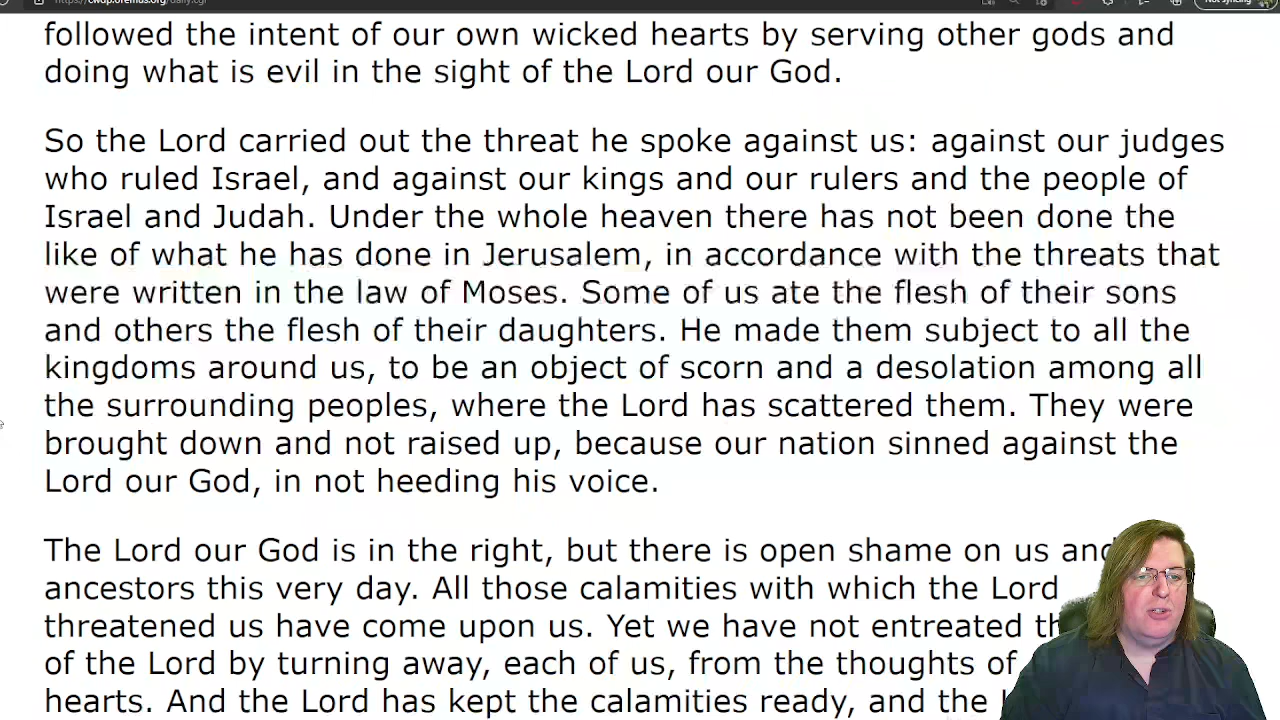 https://cwdp.oremus.org/daily.cgi
Not syncing
followed the intent of our own wicked hearts by serving other gods and
doing what is evil in the sight of the Lord our God.
So the Lord carried out the threat he spoke against us: against our judges
who ruled Israel, and against our kings and our rulers and the people of
Israel and Judah. Under the whole heaven there has not been done the
like of what he has done in Jerusalem, in accordance with the threats that
were written in the law of Moses. Some of us ate the flesh of their sons
and others the flesh of their daughters. He made them subject to all the
kingdoms around us, to be an object of scorn and a desolation among all
the surrounding peoples, where the Lord has scattered them. They were
brought down and not raised up, because our nation sinned against the
Lord our God, in not heeding his voice.
The Lord our God is in the right, but there is open shame on us and
ancestors this very day. All those calamities with which the Lord
threatened us have come upon us. Yet we have not entreated
of the Lord by turning away, each of us, from the thoughts of
hearts. And the Lord has kept the calamities ready, and the